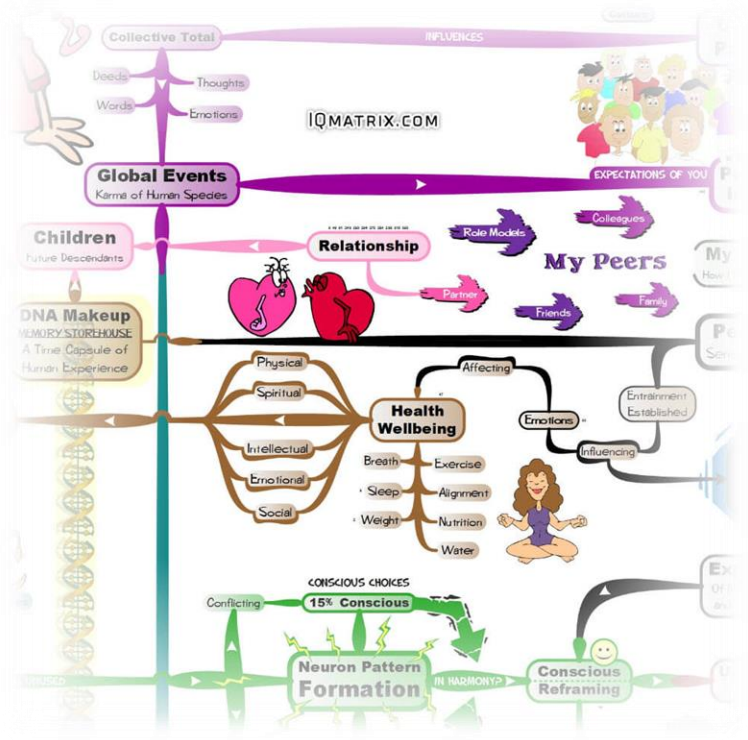 Collective Total
INFLUENCES
Deeds
Thoughts
Words
Emotions
IQMATRIX.COM
Global Events
Karma of Human Species
EXPECTATIONS OF YOU
Colleagues
Role Models
My Peers
Children
Future Descendants
Relationship
Partner
Friends
Family
My
DNA Makeup
MEMORY STOREHOUSE
A Time Capsule of
Human Experience
Physical
Spiritual
Intellectual
Emotional
Social
Health
Wellbeing
Affecting
Emotions
Influencing
Entrainment
Established
Breath
Exercise
Sleep
Alignment
Weight
Nutrition
Water
CONSCIOUS CHOICES
Conflicting
15% Conscious
Neuron Pattern
Formation
IN HARMONY?
Conscious
Reframing